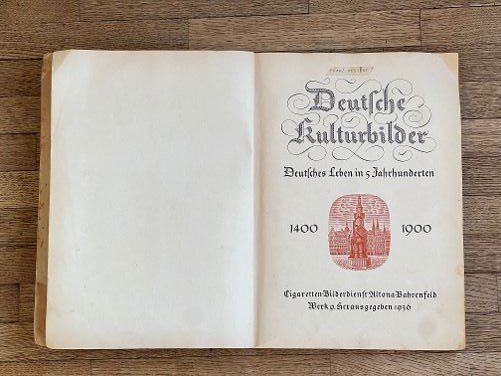 Deutsche
Kulturbilder
Deutsches Leben in 5 Jahrhunderten
1400 1900
Cigaretten-Bilderdienst Altona-Bahrenfeld
Werk 9. Herausgegeben 1936